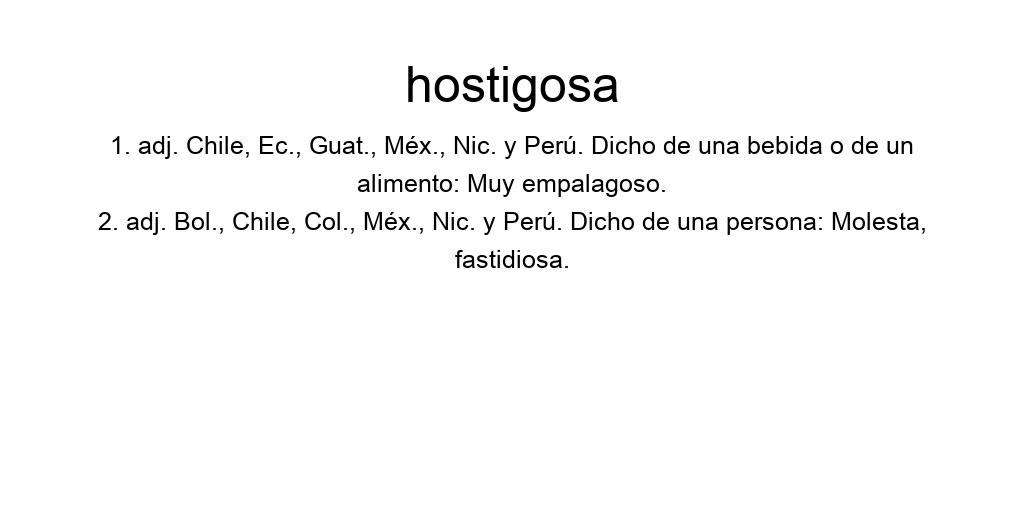 hostigosa
1. adj. Chile, Ec., Guat., Méx., Nic. y Perú. Dicho de una bebida o de un
alimento: Muy empalagoso.
2. adj. Bol., Chile, Col., Méx., Nic. y Perú. Dicho de una persona: Molesta,
fastidiosa.